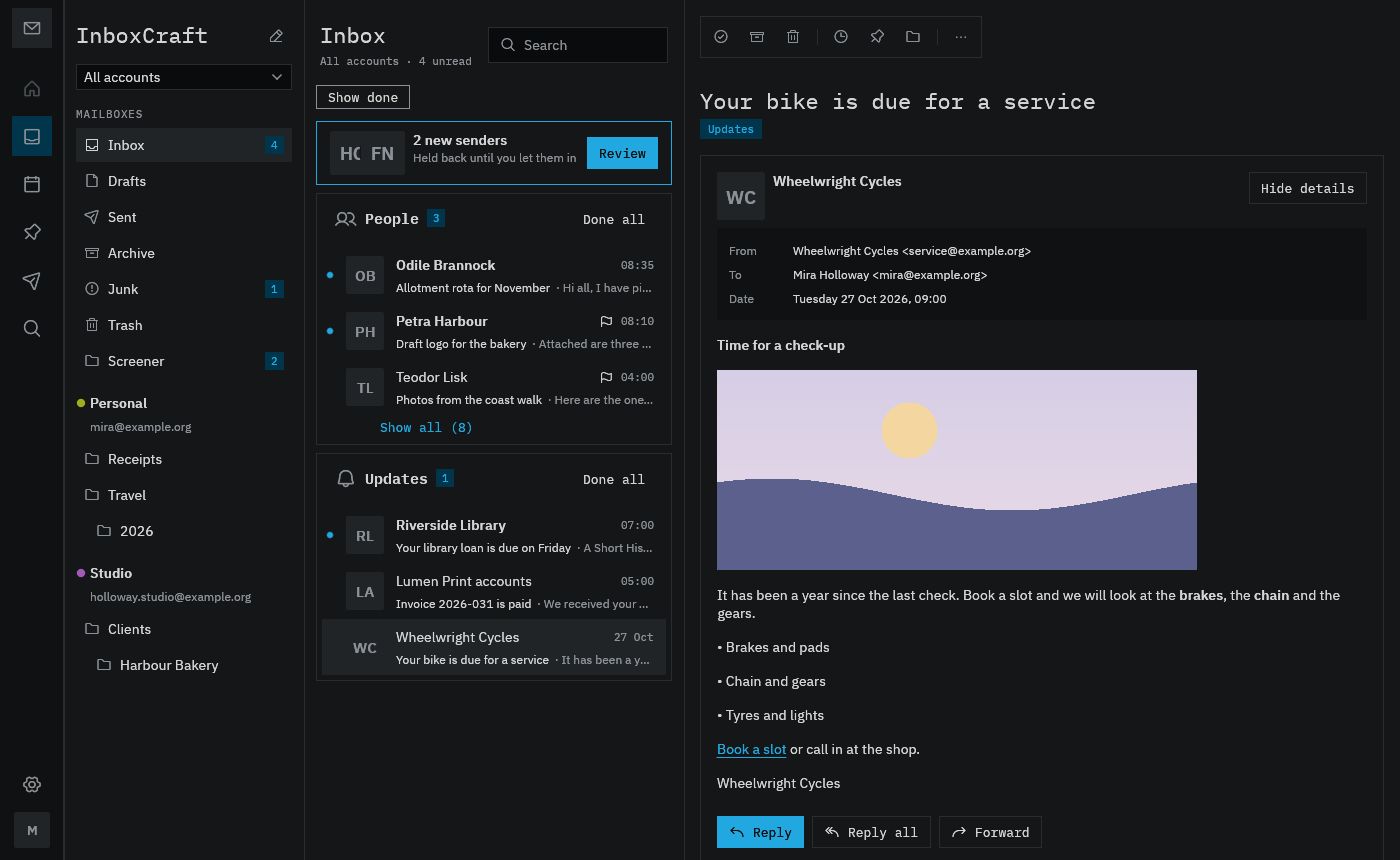 InboxCraft
All accounts
MAILBOXES
Inbox 4
Drafts
Sent
Archive
Junk 1
Trash
Screener 2
Personal
mira@example.org
Receipts
Travel
2026
Studio
holloway.studio@example.org
Clients
Harbour Bakery
M
Inbox
All accounts · 4 unread
Search
Show done
HC FN
2 new senders
Held back until you let them in
Review
People 3
Done all
OB
Odile Brannock 08:35
Allotment rota for November · Hi all, I have pi…
PH
Petra Harbour 08:10
Draft logo for the bakery · Attached are three …
TL
Teodor Lisk 04:00
Photos from the coast walk · Here are the one…
Show all (8)
Updates 1
Done all
RL
Riverside Library 07:00
Your library loan is due on Friday · A Short His…
LA
Lumen Print accounts 05:00
Invoice 2026-031 is paid · We received your …
WC
Wheelwright Cycles 27 Oct
Your bike is due for a service · It has been a y…
Your bike is due for a service
Updates
WC
Wheelwright Cycles
Hide details
From Wheelwright Cycles <service@example.org>
To Mira Holloway <mira@example.org>
Date Tuesday 27 Oct 2026, 09:00
Time for a check-up
It has been a year since the last check. Book a slot and we will look at the brakes, the chain and the
gears.
• Brakes and pads
• Chain and gears
• Tyres and lights
Book a slot or call in at the shop.
Wheelwright Cycles
Reply
Reply all
Forward